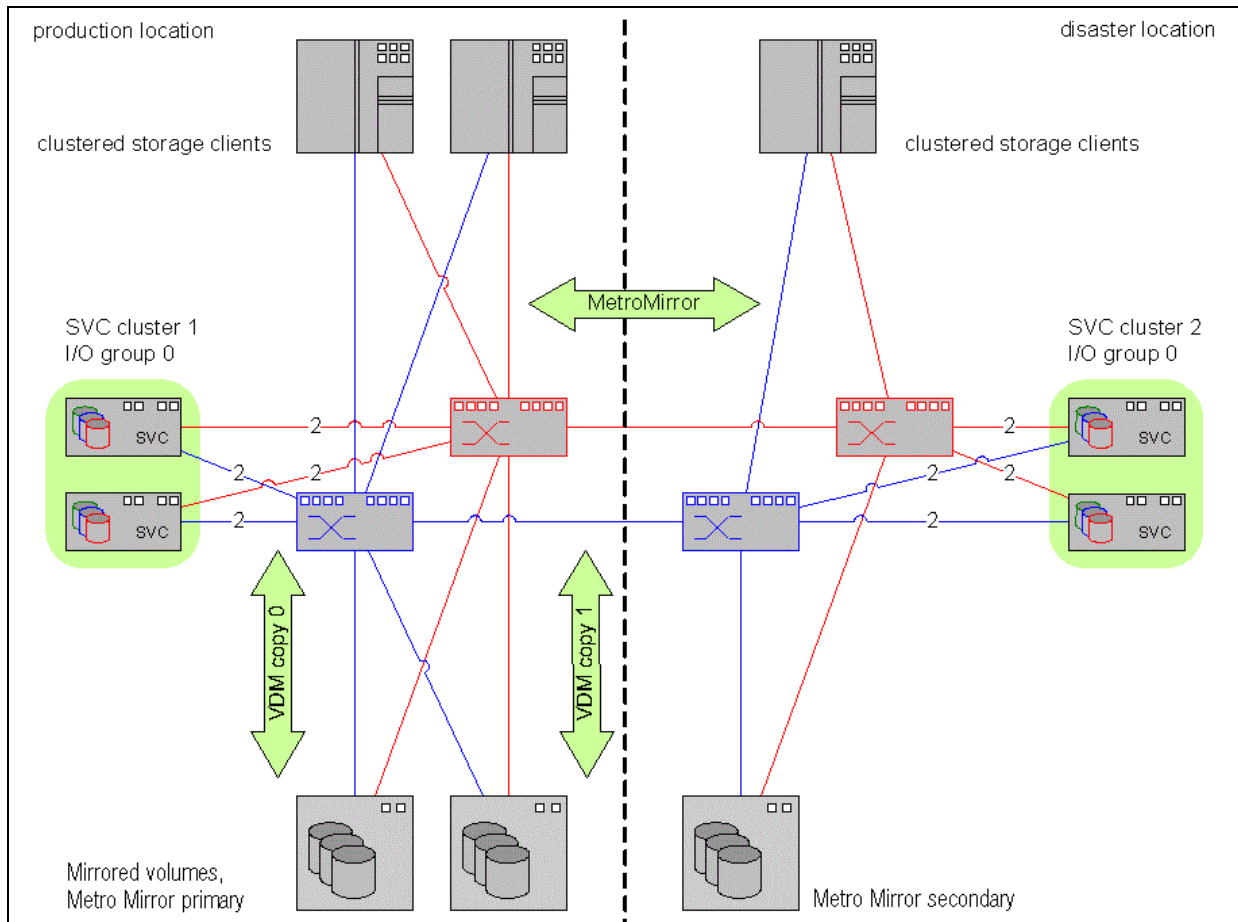 production location
disaster location
clustered storage clients
clustered storage clients
MetroMirror
SVC cluster 1
I/O group 0
SVC cluster 2
I/O group 0
SVC
2
2
SVC
2
2
2
SVC
2
2
2
SVC
VDM copy 0
VDM copy 1
Mirrored volumes,
Metro Mirror primary
Metro Mirror secondary